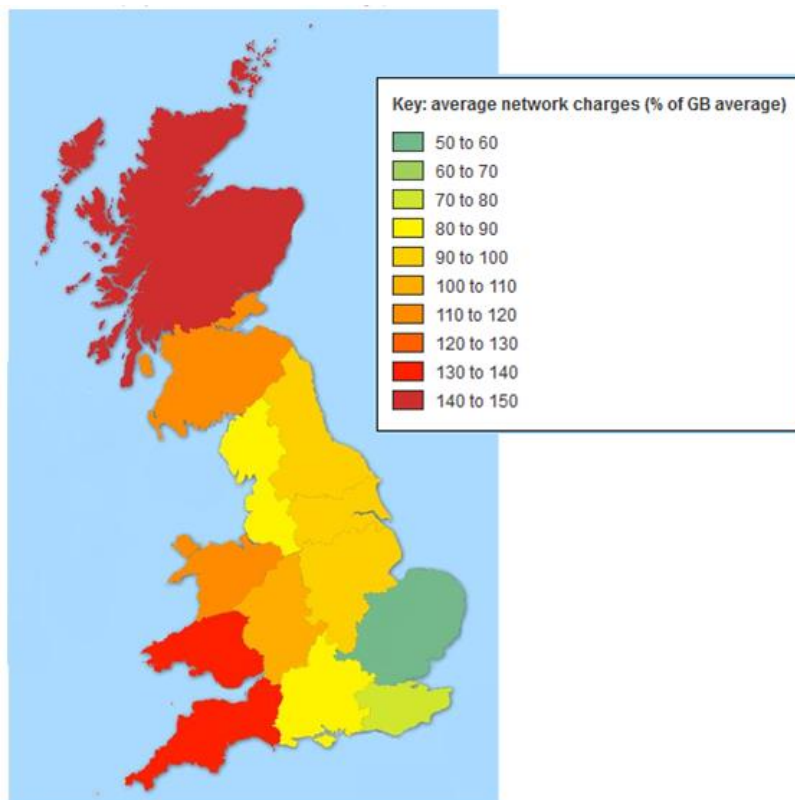 Key: average network charges (% of GB average)
50 to 60
60 to 70
70 to 80
80 to 90
90 to 100
100 to 110
110 to 120
120 to 130
130 to 140
140 to 150